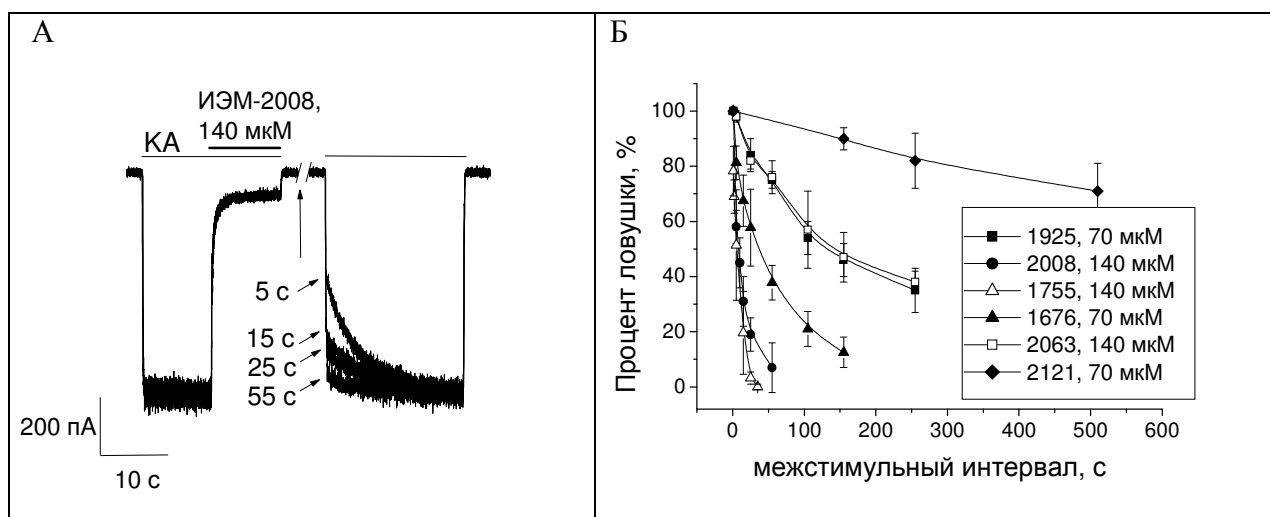 А
ИЭМ-2008,
140 мкМ
КА
5 с
15 с
25 с
55 с
200 пА
10 с
Б
Процент ловушки, %
100
80
60
40
20
0
0 100 200 300 400 500 600
межстимульный интервал, с
1925, 70 мкМ
2008, 140 мкМ
1755, 140 мкМ
1676, 70 мкМ
2063, 140 мкМ
2121, 70 мкМ